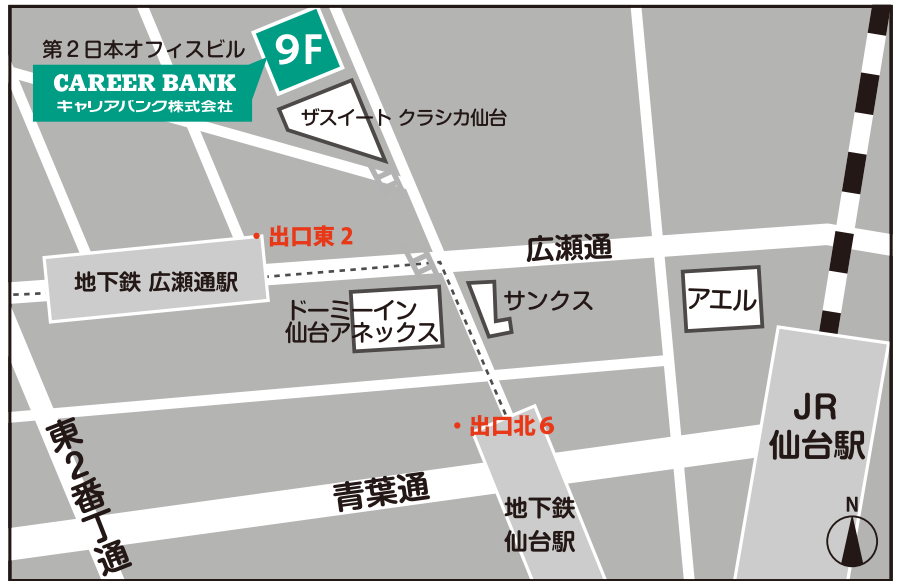 第2日本オフィスビル
9F
CAREER BANK
キャリアバンク株式会社
ザスイート クラシカ仙台
・出口東2
広瀬通
地下鉄 広瀬通駅
ドーミーイン
仙台アネックス
サンクス
アエル
JR
仙台駅
・出口北6
東2番丁通
青葉通
地下鉄
仙台駅
N